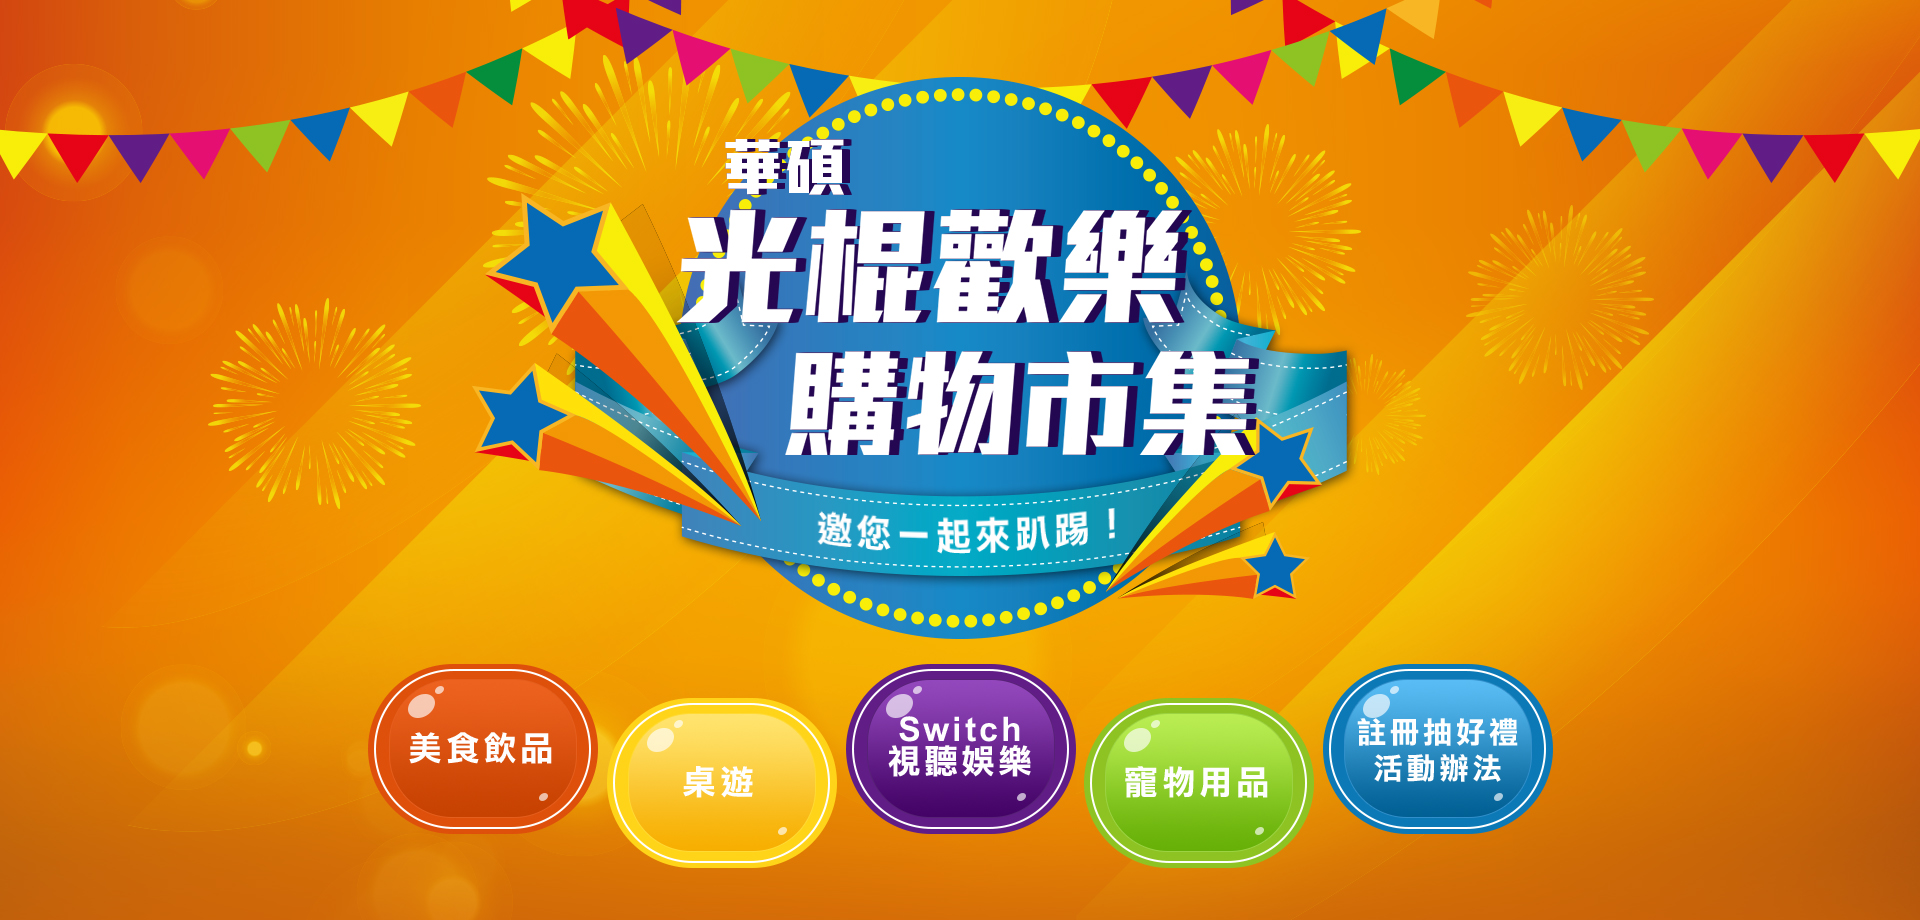 華碩
光棍歡樂
購物市集
邀您一起來趴踢！
美食飲品
桌遊
Switch
視聽娛樂
寵物用品
註冊抽好禮
活動辦法